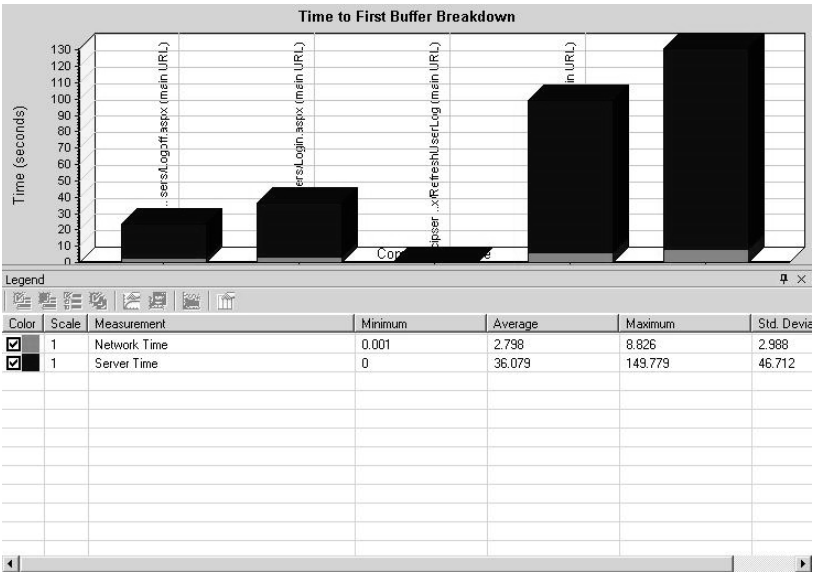 Time to First Buffer Breakdown
Time (seconds)
130
120
110
100
90
80
70
60
50
40
30
20
10
0
...sers/Logoff.aspx (main URL)
ers/Login.aspx (main URL)
cipser ...x/RefreshUserLog (main URL)
in URL)
Legend
Color Scale Measurement Minimum Average Maximum Std. Devia
1 Network Time 0.001 2.798 8.826 2.988
1 Server Time 0 36.079 149.779 46.712